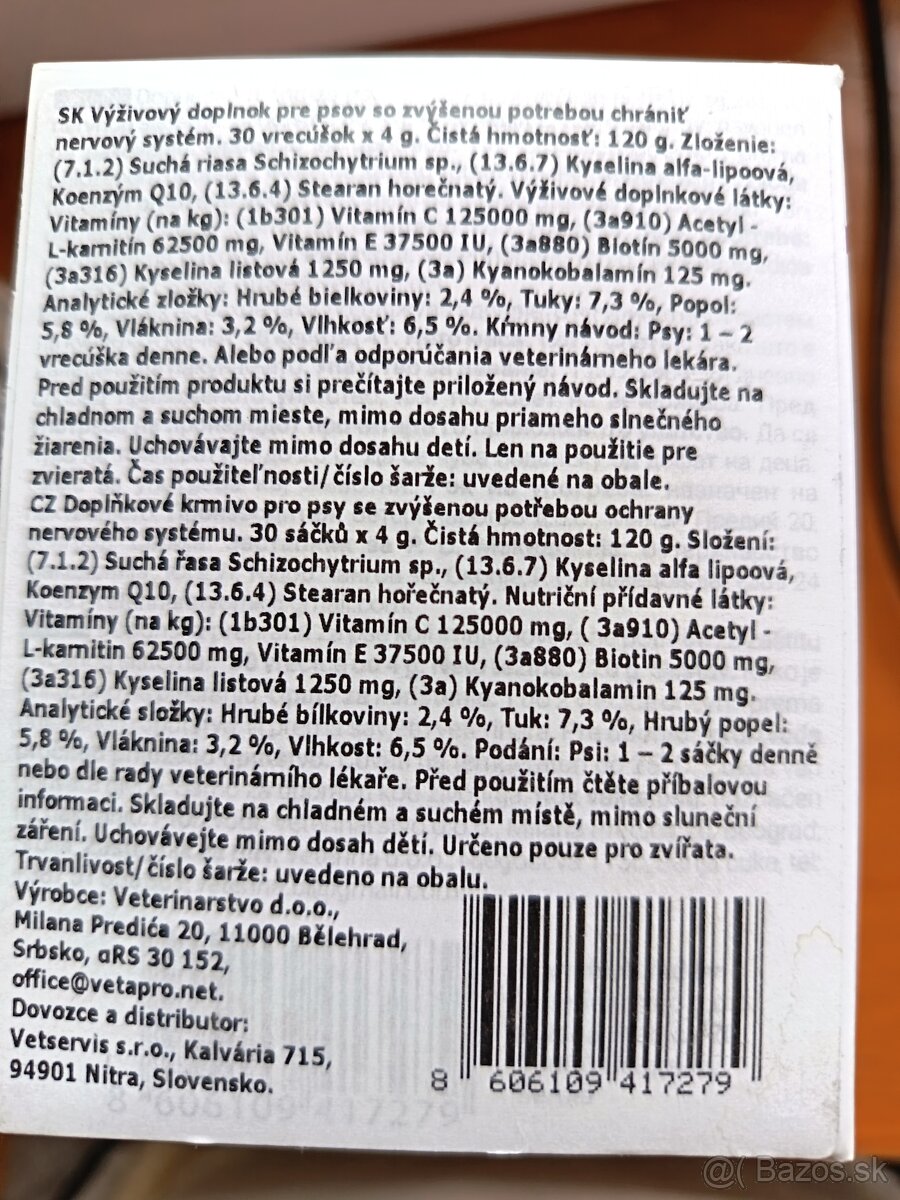 SK Výživový doplnok pre psov so zvýšenou potrebou chrániť
nervový systém. 30 vrecúšok x 4 g. Čistá hmotnosť: 120 g. Zloženie:
(7.1.2) Suchá riasa Schizochytrium sp., (13.6.7) Kyselina alfa-lipoová,
Koenzým Q10, (13.6.4) Stearan horečnatý. Výživové doplnkové látky:
Vitamíny (na kg): (1b301) Vitamín C 125000 mg, (3a910) Acetyl -
L-karnitín 62500 mg, Vitamín E 37500 IU, (3a880) Biotín 5000 mg,
(3a316) Kyselina listová 1250 mg, (3a) Kyanokobalamín 125 mg.
Analytické zložky: Hrubé bielkoviny: 2,4 %, Tuky: 7,3 %, Popol:
5,8 %, Vláknina: 3,2 %, Vlhkosť: 6,5 %. Kŕmny návod: Psy: 1 – 2
vrecúška denne. Alebo podľa odporúčania veterinárneho lekára.
Pred použitím produktu si prečítajte priložený návod. Skladujte na
chladnom a suchom mieste, mimo dosahu priameho slnečného
žiarenia. Uchovávajte mimo dosahu detí. Len na použitie pre
zvieratá. Čas použiteľnosti/ číslo šarže: uvedené na obale.
CZ Doplňkové krmivo pro psy se zvýšenou potřebou ochrany
nervového systému. 30 sáčků x 4 g. Čistá hmotnost: 120 g. Složení:
(7.1.2) Suchá řasa Schizochytrium sp., (13.6.7) Kyselina alfa lipoová,
Koenzym Q10, (13.6.4) Stearan hořečnatý. Nutriční přídavné látky:
Vitamíny (na kg): (1b301) Vitamín C 125000 mg, ( 3a910) Acetyl -
L-karnitin 62500 mg, Vitamín E 37500 IU, (3a880) Biotin 5000 mg,
(3a316) Kyselina listová 1250 mg, (3a) Kyanokobalamin 125 mg.
Analytické složky: Hrubé bílkoviny: 2,4 %, Tuk: 7,3 %, Hrubý popel:
5,8 %, Vláknina: 3,2 %, Vlhkost: 6,5 %. Podání: Psi: 1 – 2 sáčky denně
nebo dle rady veterinárního lékaře. Před použitím čtěte příbalovou
informaci. Skladujte na chladném a suchém místě, mimo sluneční
záření. Uchovávejte mimo dosah dětí. Určeno pouze pro zvířata.
Trvanlivost/ číslo šarže: uvedeno na obalu.
Výrobce: Veterinarstvo d.o.o.,
Milana Predića 20, 11000 Bělehrad,
Srbsko, αRS 30 152,
office@vetapro.net.
Dovozce a distributor:
Vetservis s.r.o., Kalvária 715,
94901 Nitra, Slovensko.
8 606109 417279
@( Bazos.sk